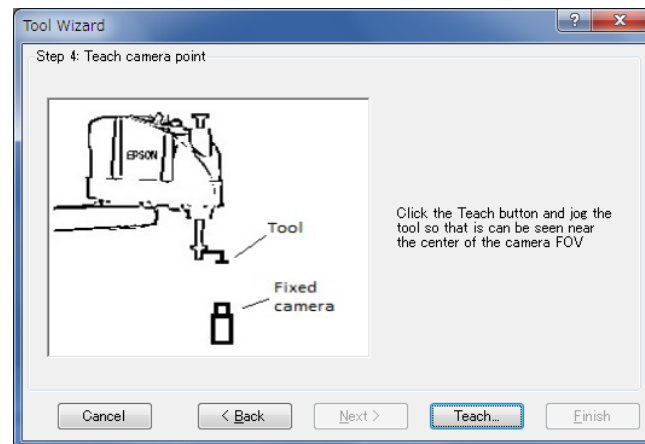 Tool Wizard
Step 4: Teach camera point
EPSON
Tool
Fixed
camera
Click the Teach button and jog the
tool so that is can be seen near
the center of the camera FOV
Cancel
< Back
Next >
Teach...
Finish